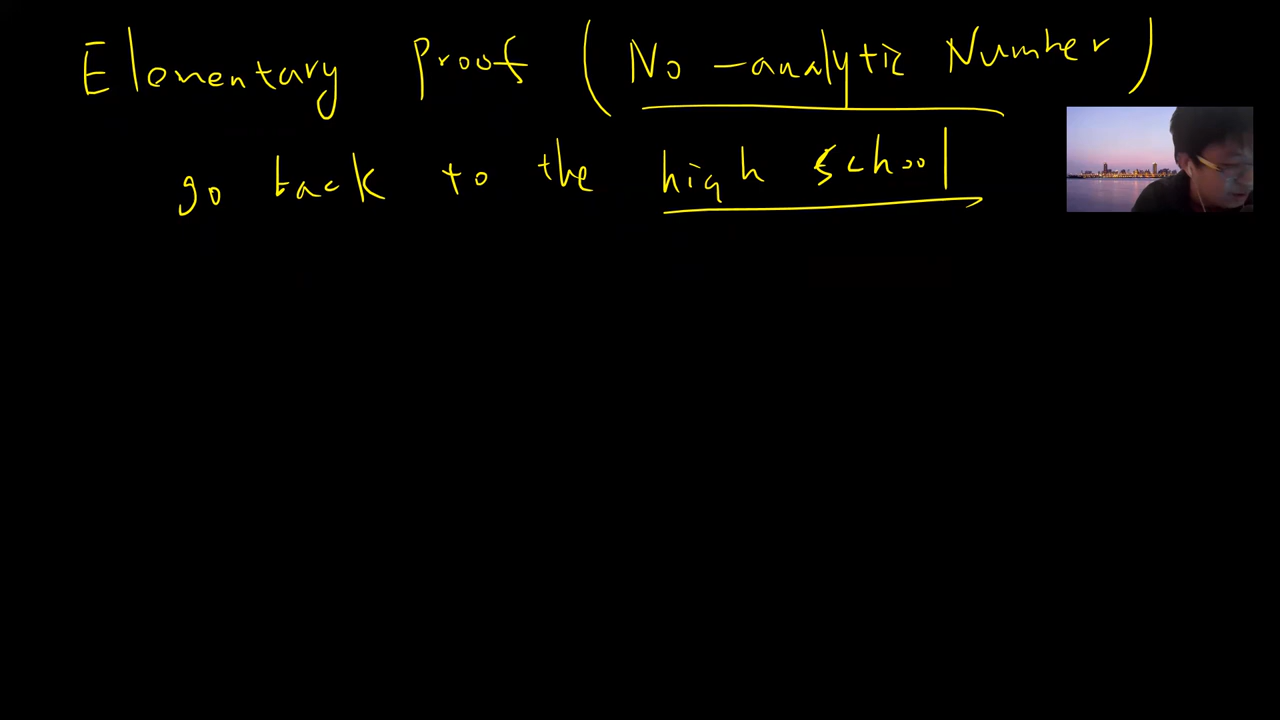 Elementary Proof (No-analytic Number)
go back to the high school